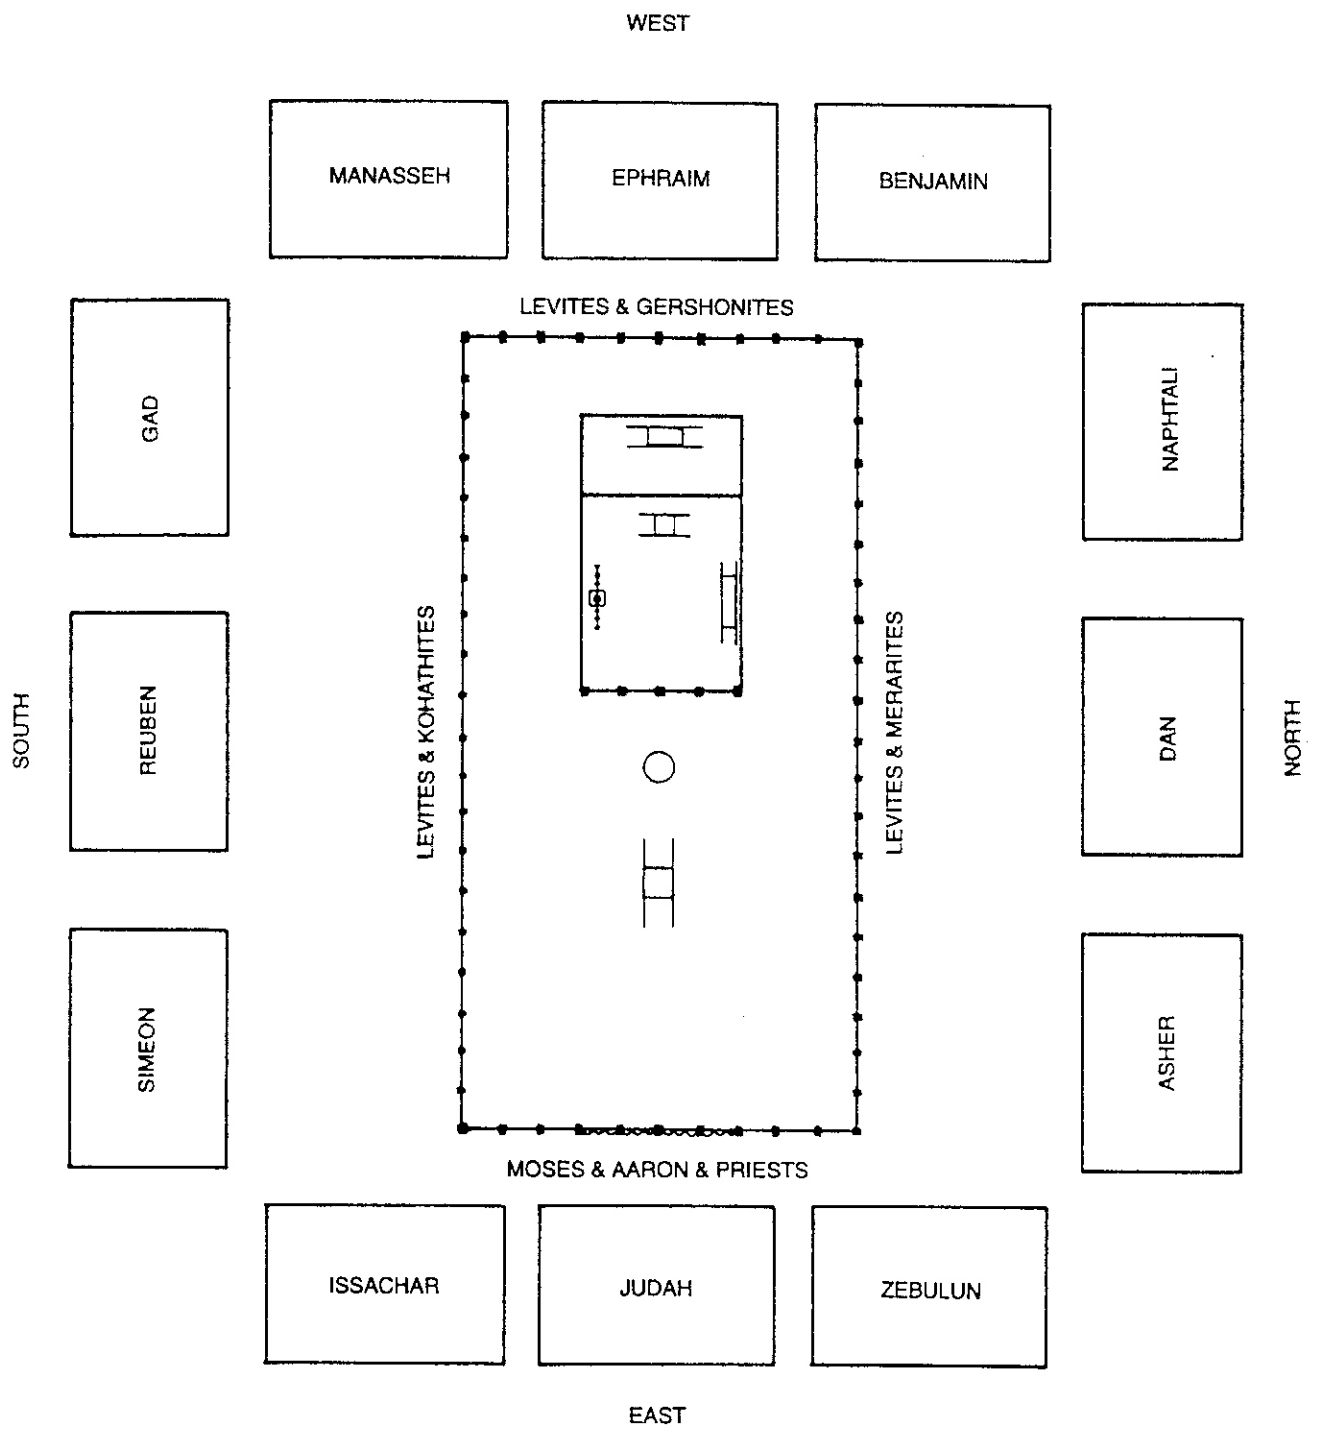 WEST
MANASSEH
EPHRAIM
BENJAMIN
LEVITES & GERSHONITES
GAD
NAPHTALI
SOUTH
REUBEN
LEVITES & KOHATHITES
LEVITES & MERARITES
DAN
NORTH
SIMEON
ASHER
MOSES & AARON & PRIESTS
ISSACHAR
JUDAH
ZEBULUN
EAST